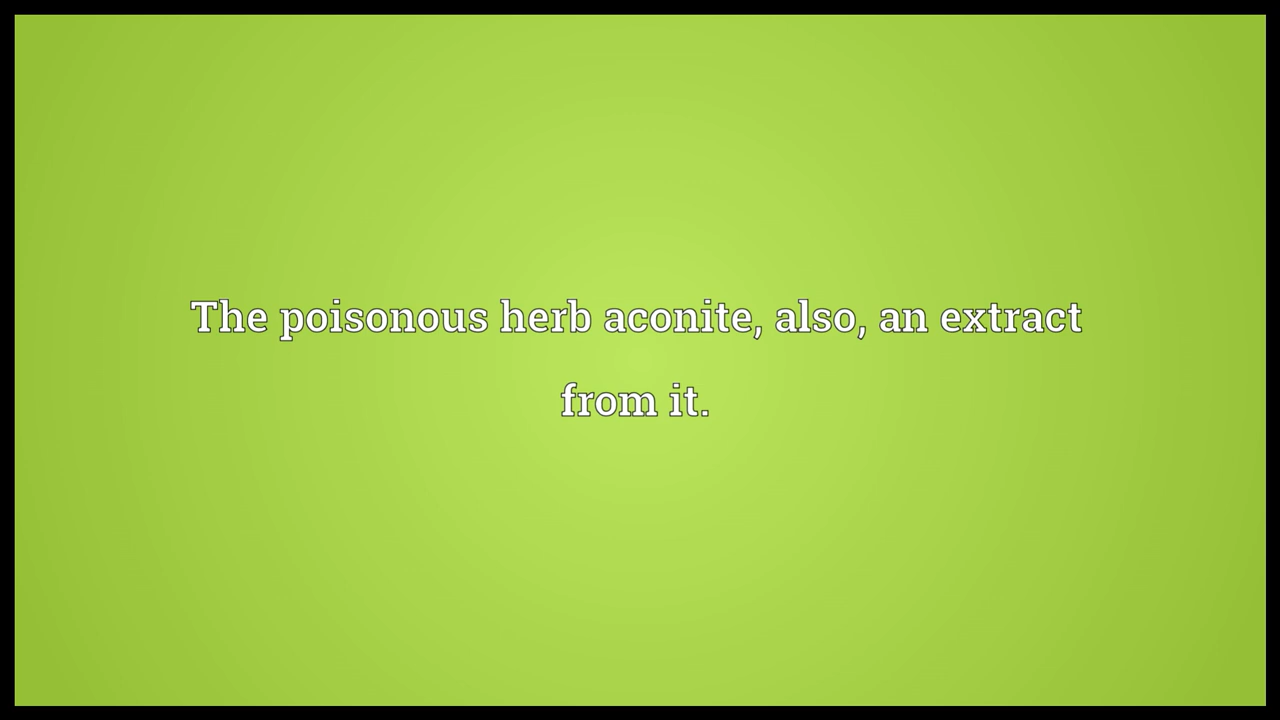 The poisonous herb aconite, also, an extract
from it.